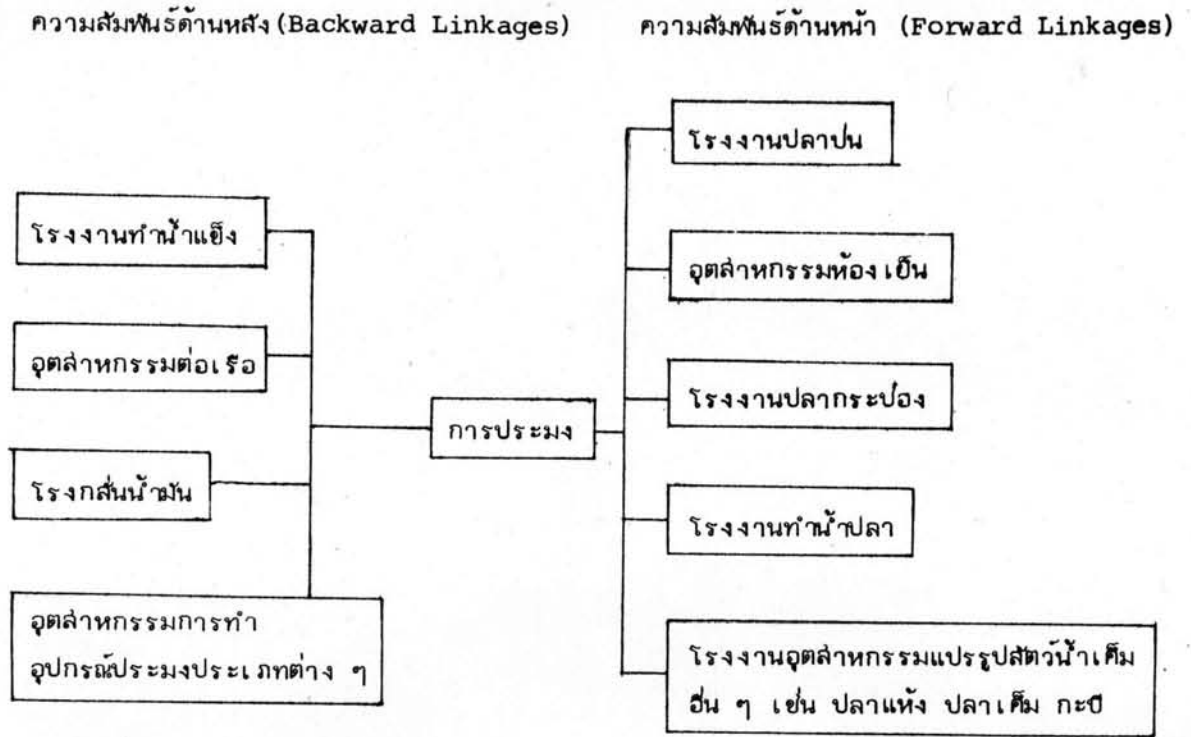 ความสัมพันธ์ด้านหลัง (Backward Linkages)
ความสัมพันธ์ด้านหน้า (Forward Linkages)
โรงงานทำน้ำแข็ง
อุตสาหกรรมต่อเรือ
โรงกลั่นน้ำมัน
อุตสาหกรรมการทำ
อุปกรณ์ประมงประเภทต่าง ๆ
การประมง
โรงงานปลาป่น
อุตสาหกรรมห้องเย็น
โรงงานปลากระป๋อง
โรงงานทำน้ำปลา
โรงงานอุตสาหกรรมแปรรูปสัตว์น้ำเค็ม
อื่น ๆ เช่น ปลาแห้ง ปลาเค็ม กะปิ